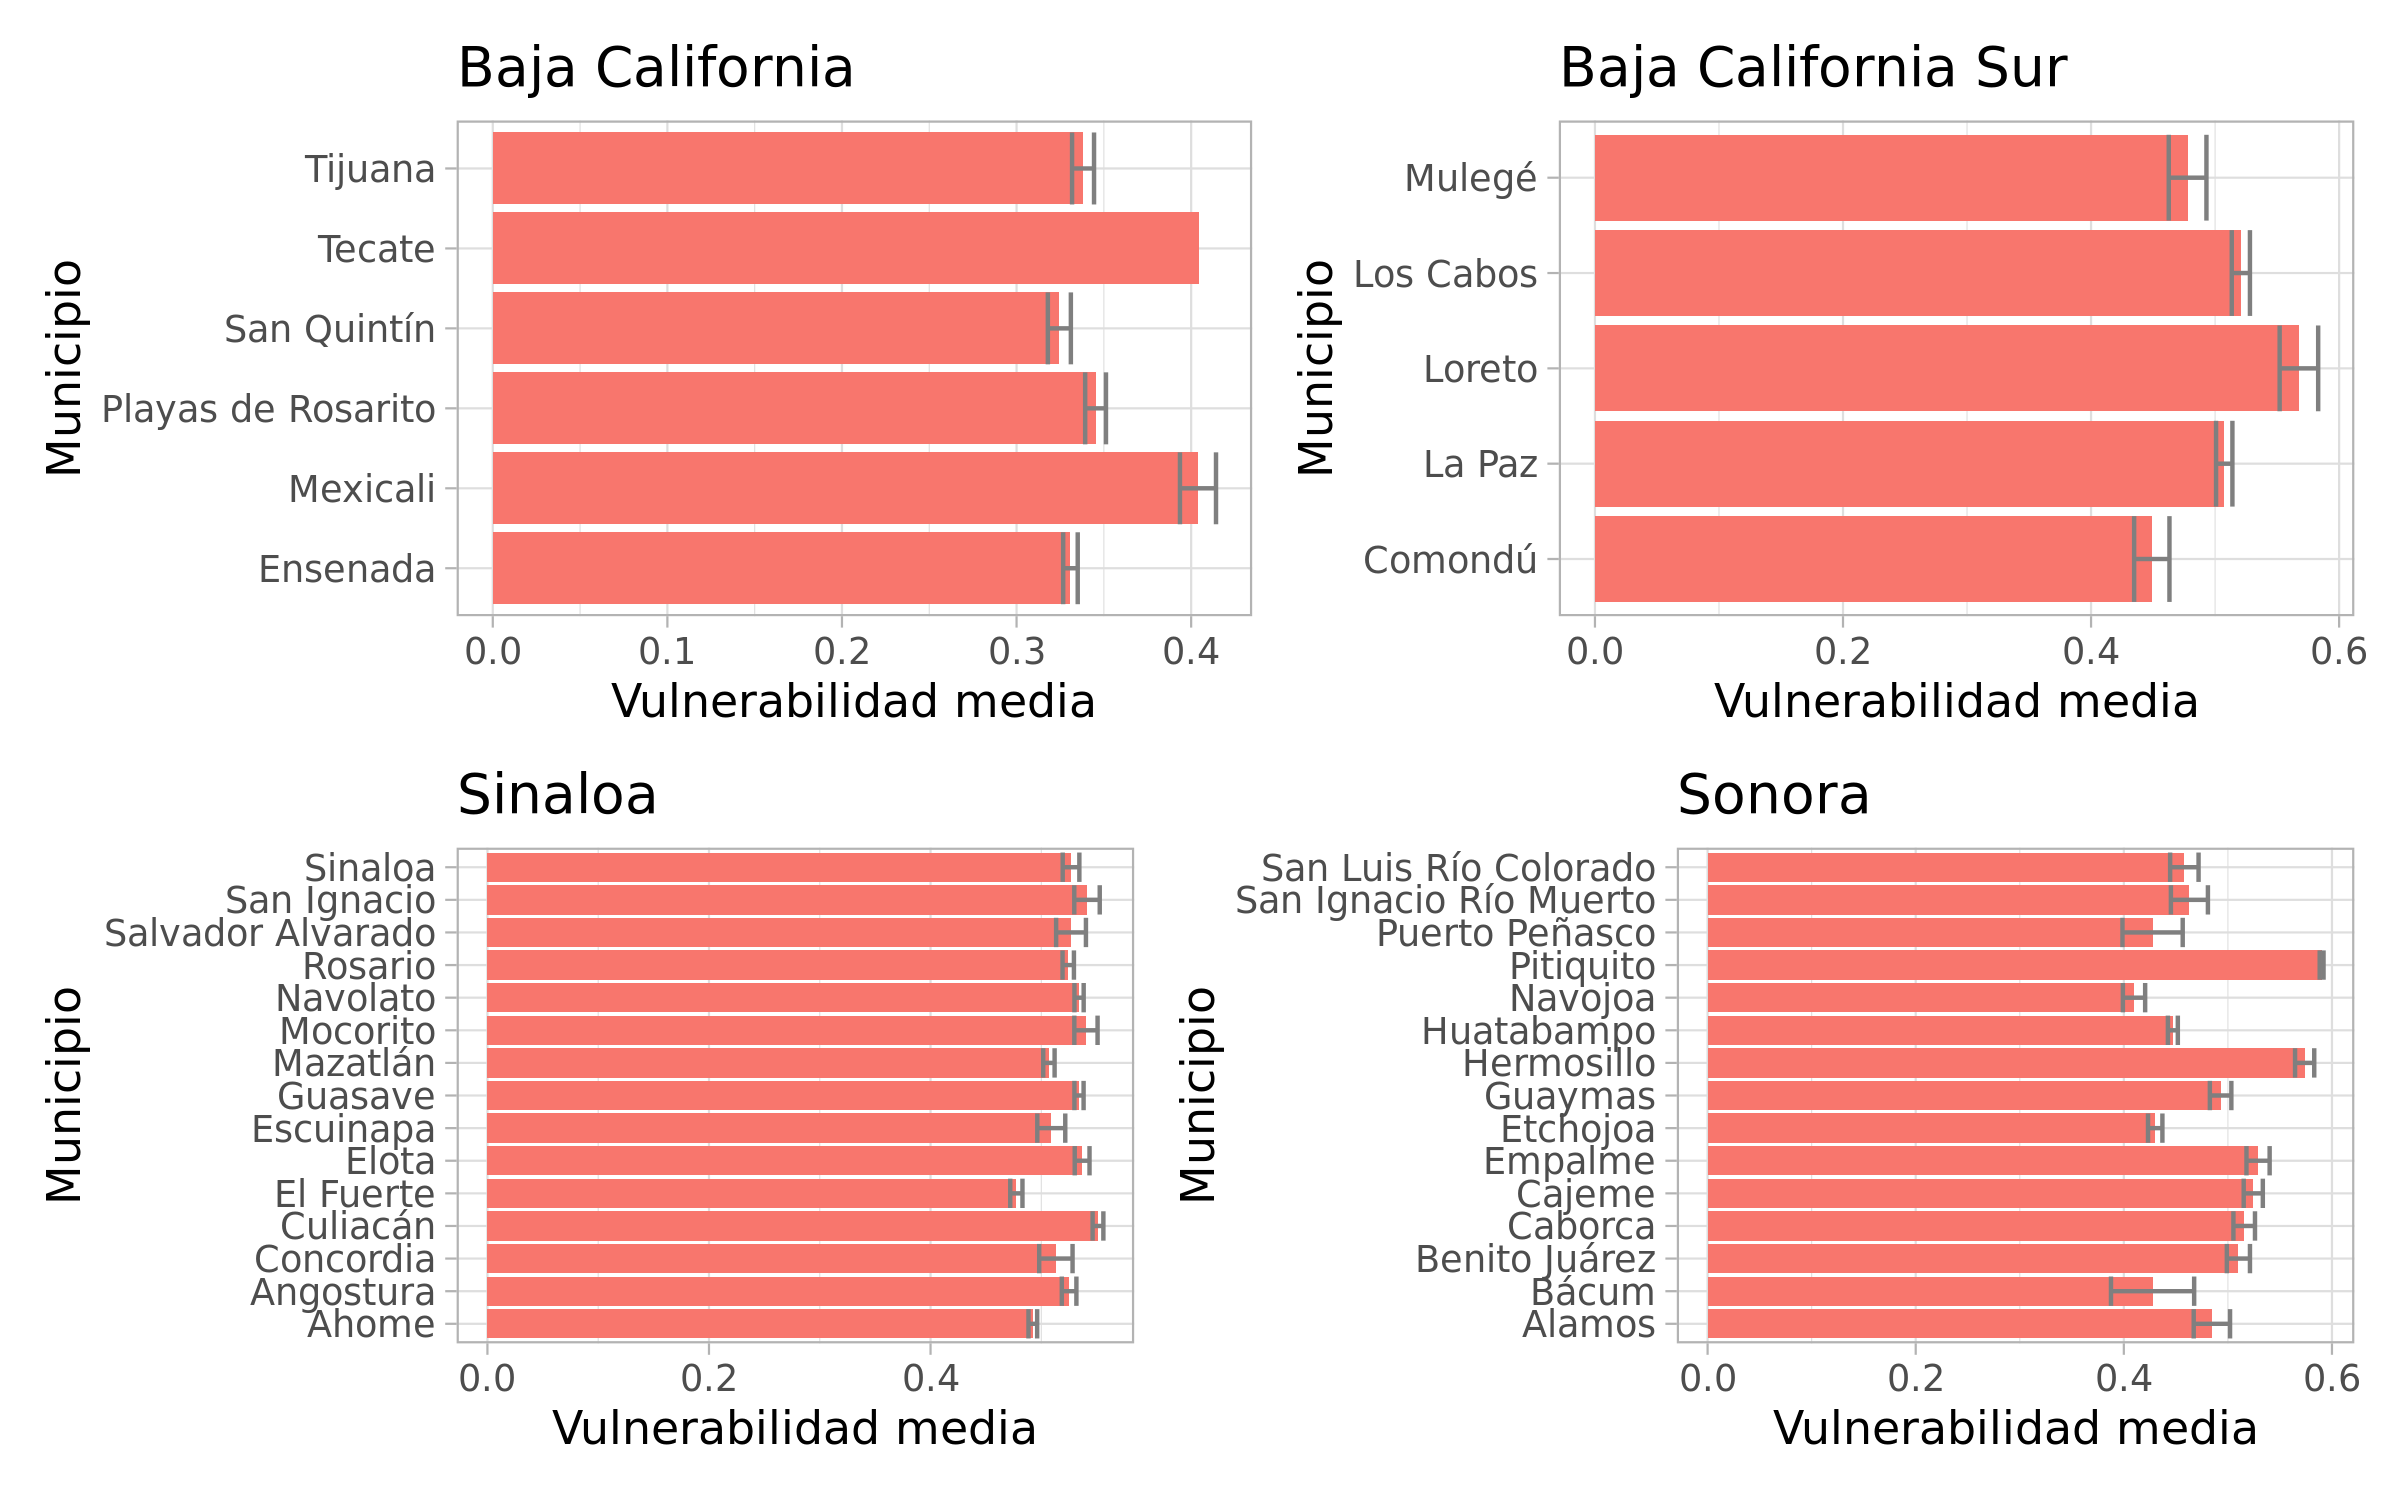 Baja California
Municipio
Tijuana
Tecate
San Quintín
Playas de Rosarito
Mexicali
Ensenada
0.0 0.1 0.2 0.3 0.4
Vulnerabilidad media
Baja California Sur
Municipio
Mulegé
Los Cabos
Loreto
La Paz
Comondú
0.0 0.2 0.4 0.6
Vulnerabilidad media
Sinaloa
Municipio
Sinaloa
San Ignacio
Salvador Alvarado
Rosario
Navolato
Mocorito
Mazatlán
Guasave
Escuinapa
Elota
El Fuerte
Culiacán
Concordia
Angostura
Ahome
0.0 0.2 0.4
Vulnerabilidad media
Sonora
Municipio
San Luis Río Colorado
San Ignacio Río Muerto
Puerto Peñasco
Pitiquito
Navojoa
Huatabampo
Hermosillo
Guaymas
Etchojoa
Empalme
Cajeme
Caborca
Benito Juárez
Bácum
Alamos
0.0 0.2 0.4 0.6
Vulnerabilidad media